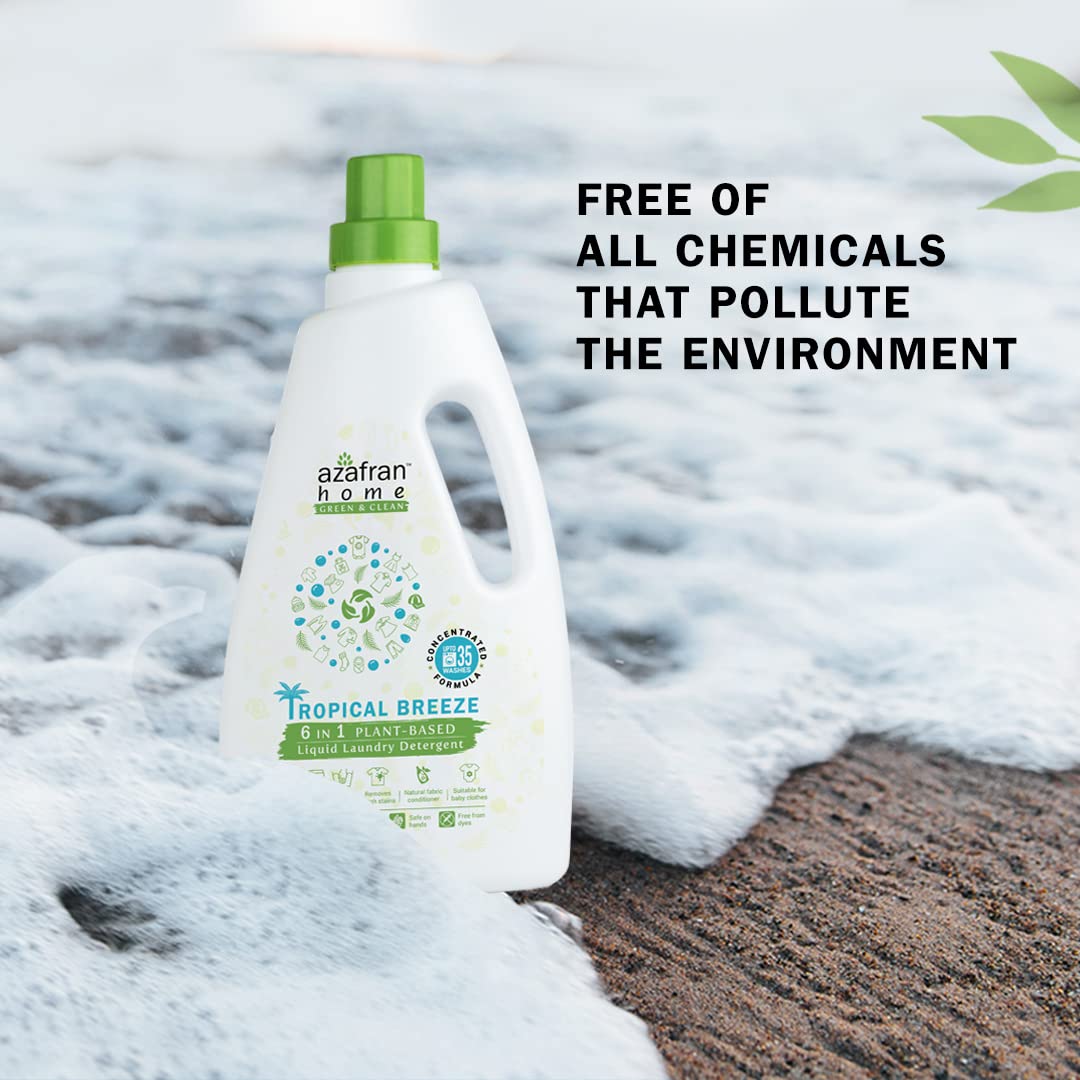 FREE OF
ALL CHEMICALS
THAT POLLUTE
THE ENVIRONMENT
azafran™
home
GREEN & CLEAN
CONCENTRATED
UPTO
35
WASHES
FORMULA
TROPICAL BREEZE
6 IN 1 PLANT-BASED
Liquid Laundry Detergent
Removes
stains
Natural fabric
conditioner
Suitable for
baby clothes
Safe on
hands
Free from
dyes